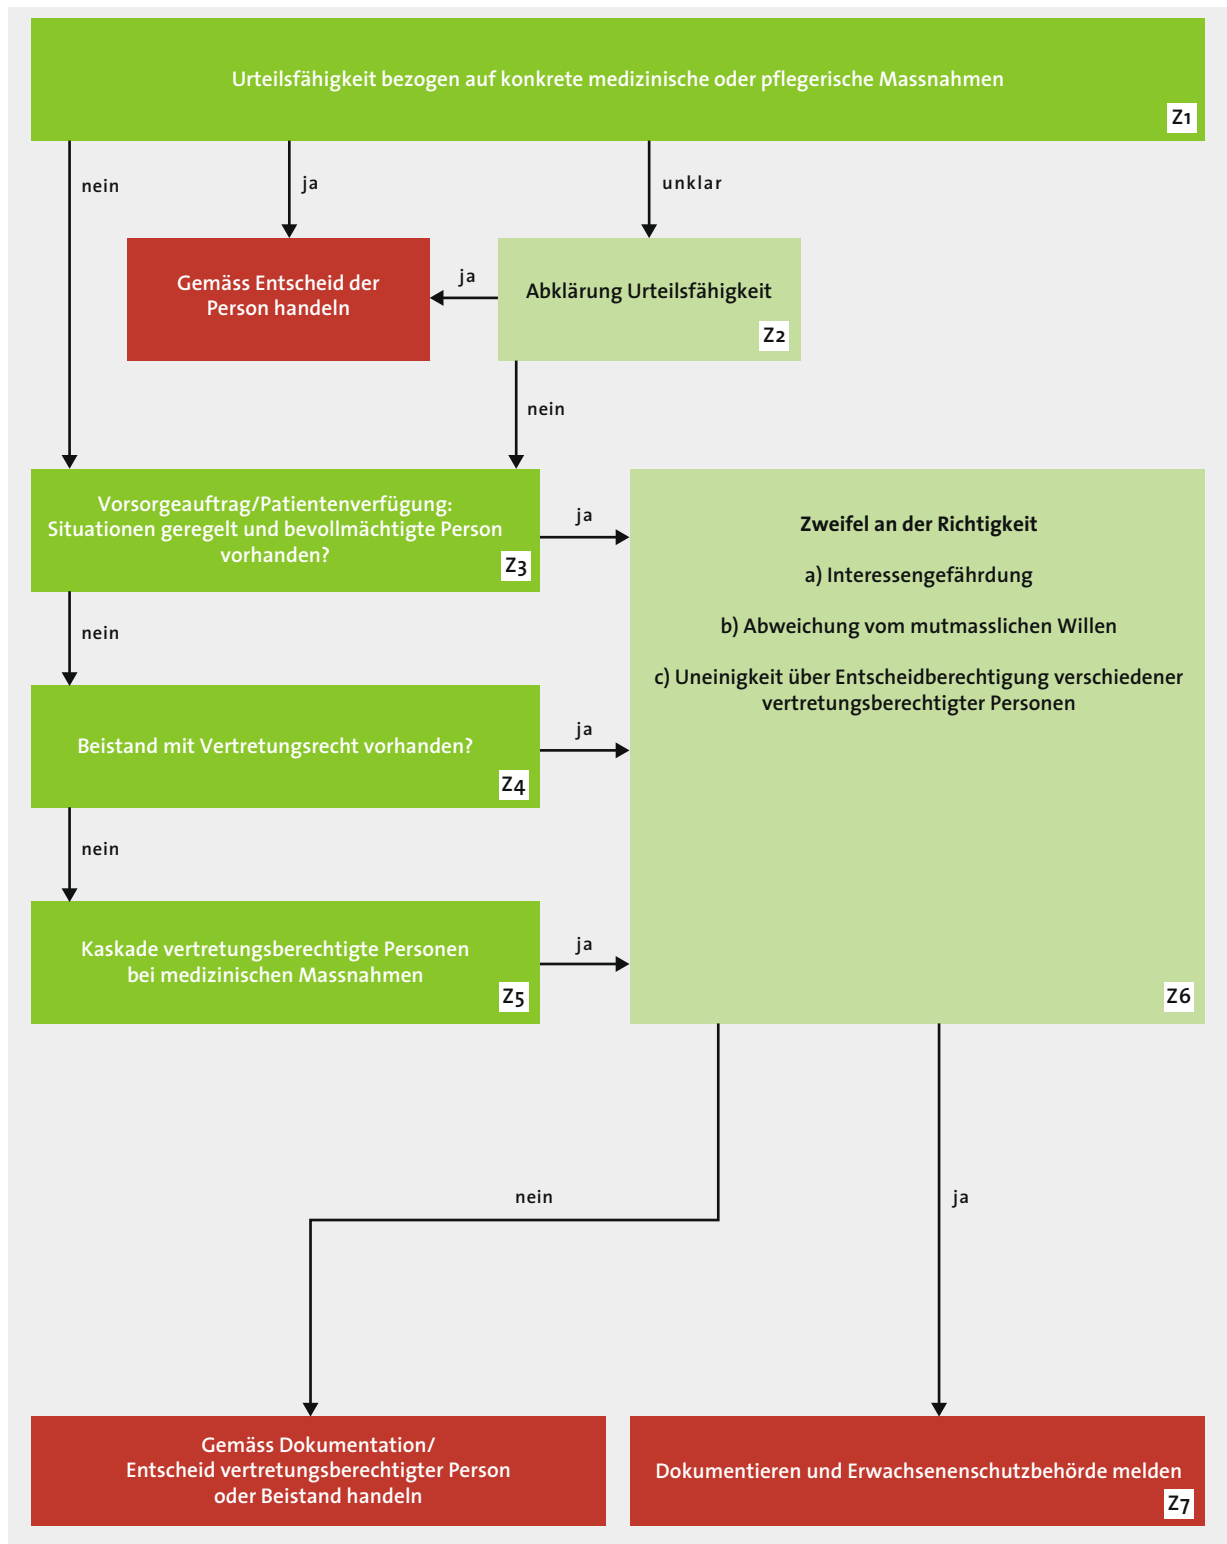 Urteilsfähigkeit bezogen auf konkrete medizinische oder pflegerische Massnahmen
Z1
nein
ja
unklar
Gemäss Entscheid der
Person handeln
ja
Abklärung Urteilsfähigkeit
Z2
nein
Vorsorgeauftrag/Patientenverfügung:
Situationen geregelt und bevollmächtigte Person
vorhanden?
Z3
ja
Zweifel an der Richtigkeit
a) Interessengefährdung
b) Abweichung vom mutmasslichen Willen
c) Uneinigkeit über Entscheidberechtigung verschiedener
vertretungsberechtigter Personen
Z6
nein
Beistand mit Vertretungsrecht vorhanden?
Z4
ja
nein
Kaskade vertretungsberechtigte Personen
bei medizinischen Massnahmen
Z5
ja
nein
ja
Gemäss Dokumentation/
Entscheid vertretungsberechtigter Person
oder Beistand handeln
Dokumentieren und Erwachsenenschutzbehörde melden
Z7